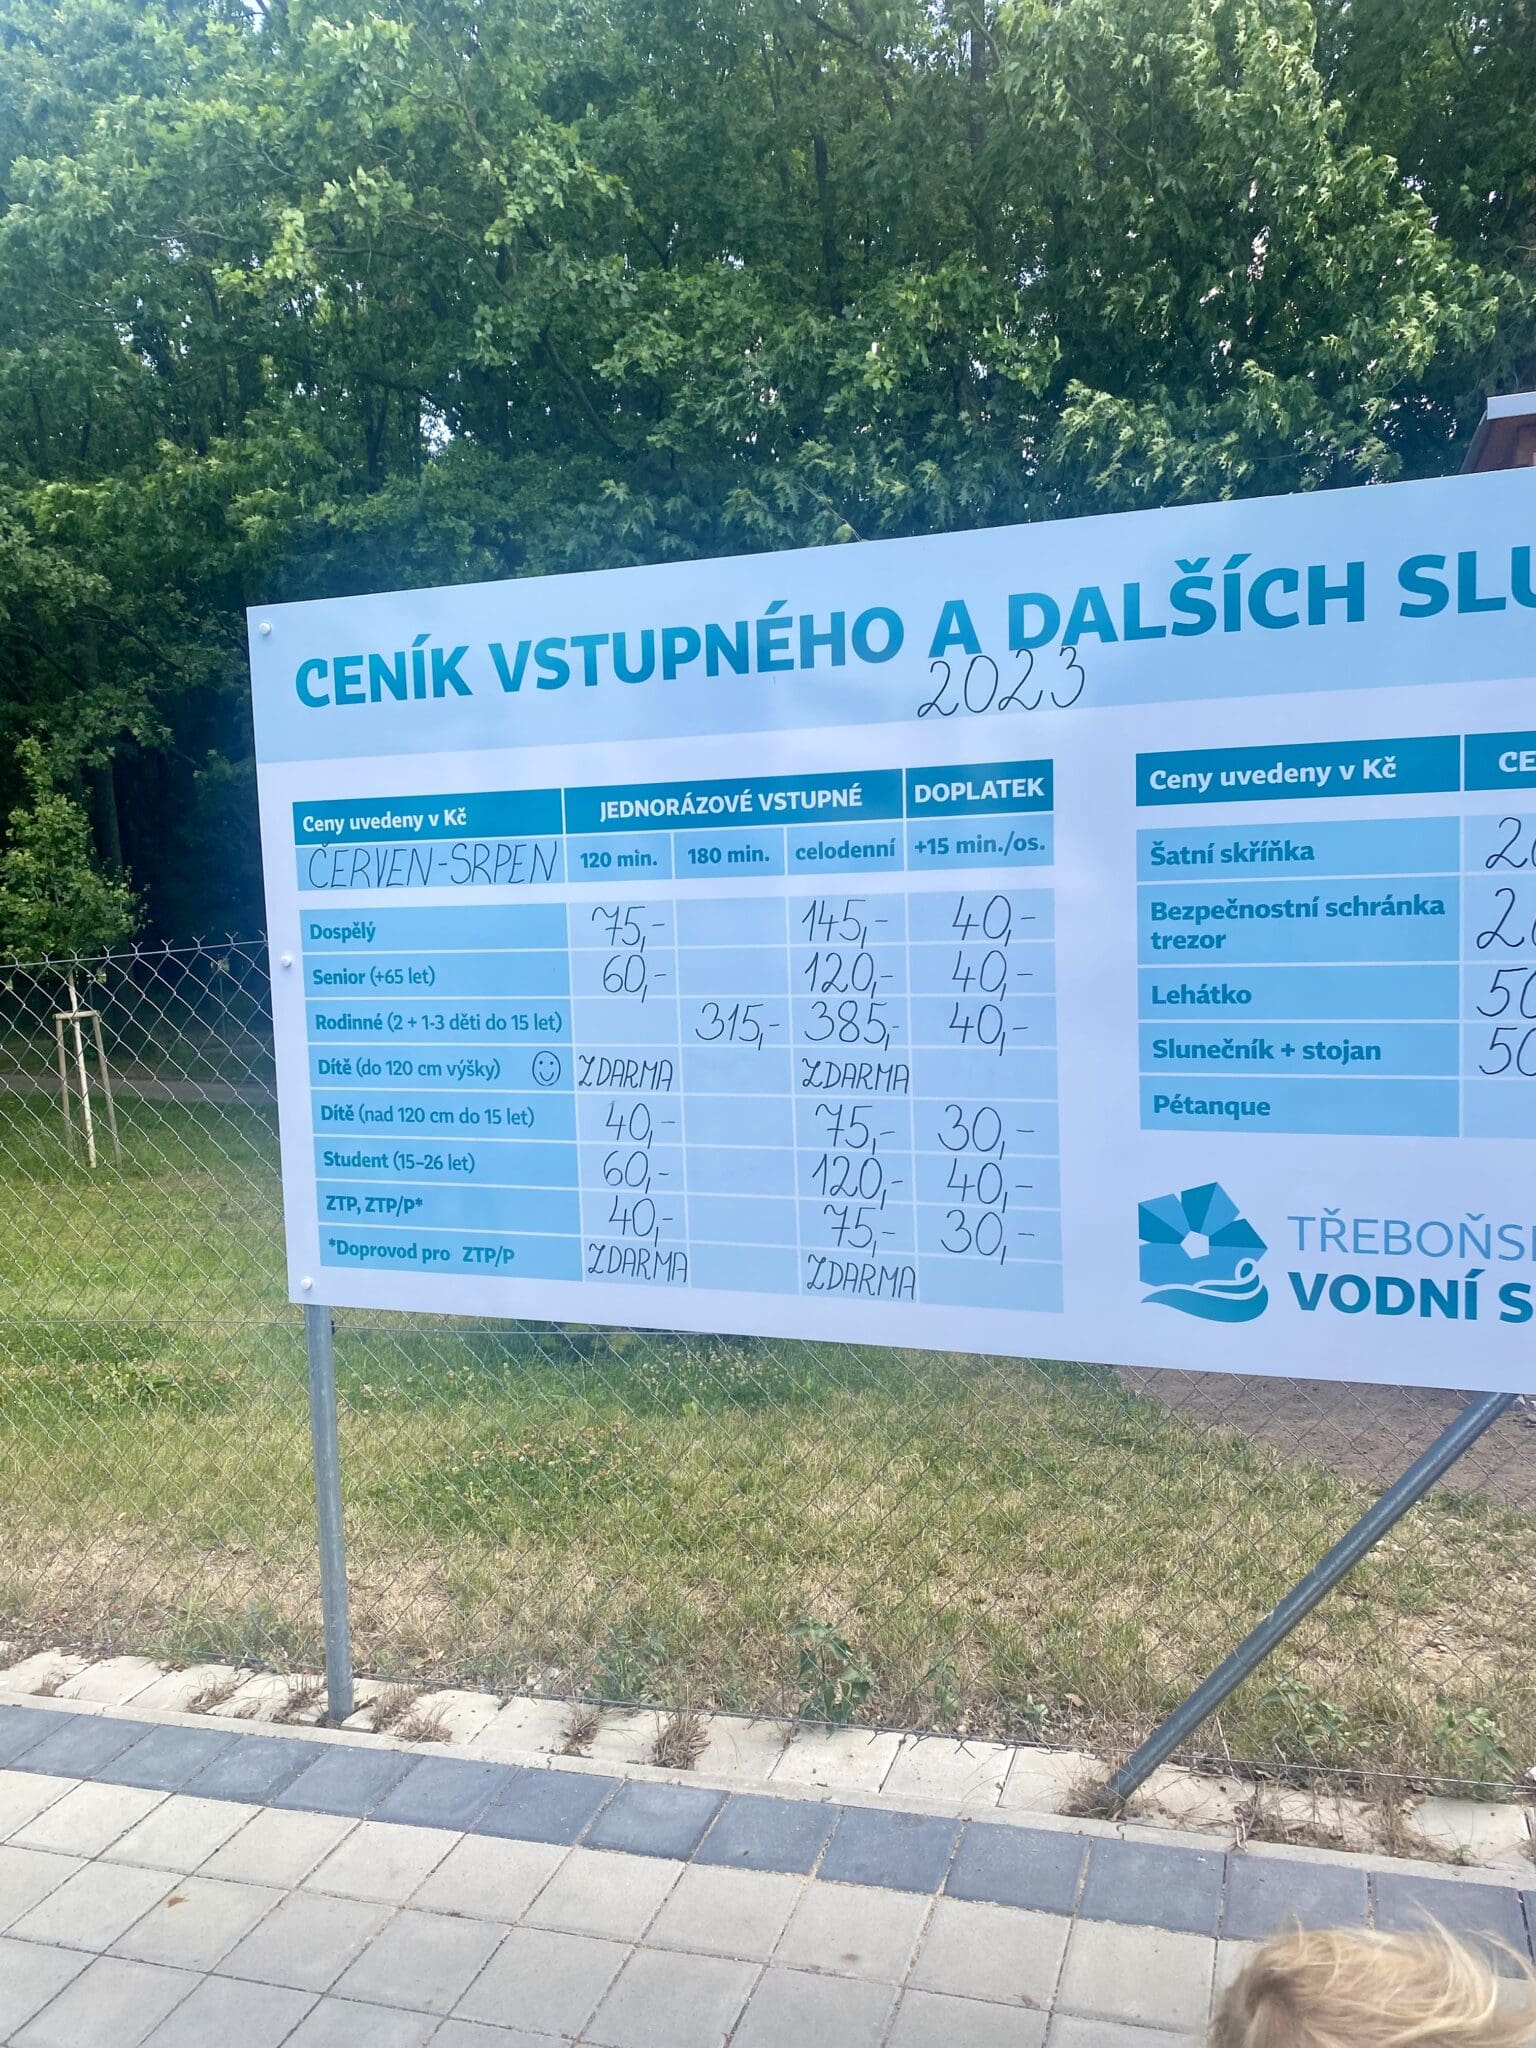 CENÍK VSTUPNÉHO A DALŠÍCH
2023
Ceny uvedeny v Kč JEDNORÁZOVÉ VSTUPNÉ DOPLATEK
ČERVEN-SRPEN 120 min. 180 min. celodenní +15 min./os.
Dospělý 75,- 145,- 40,-
Senior (+65 let) 60,- 120,- 40,-
Rodinné (2 + 1-3 děti do 15 let) 315,- 385,- 40,-
Dítě (do 120 cm výšky) ZDARMA ZDARMA
Dítě (nad 120 cm do 15 let) 40,- 75,- 30,-
Student (15-26 let) 60,- 120,- 40,-
ZTP, ZTP/P* 40,- 75,- 30,-
*Doprovod pro ZTP/P ZDARMA ZDARMA
Ceny uvedeny v Kč
Šatní skříňka
Bezpečnostní schránka
trezor
Lehátko
Slunečník + stojan
Pétanque
VODNÍ